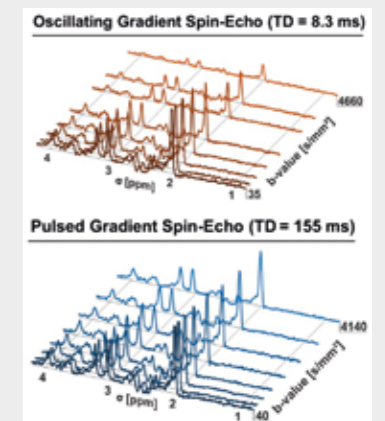 Oscillating Gradient Spin-Echo (TD = 8.3 ms)
4660
b-value [s/mm²]
4
3
σ [ppm]
2
1
35
Pulsed Gradient Spin-Echo (TD = 155 ms)
4140
b-value [s/mm²]
4
3
σ [ppm]
2
1
40